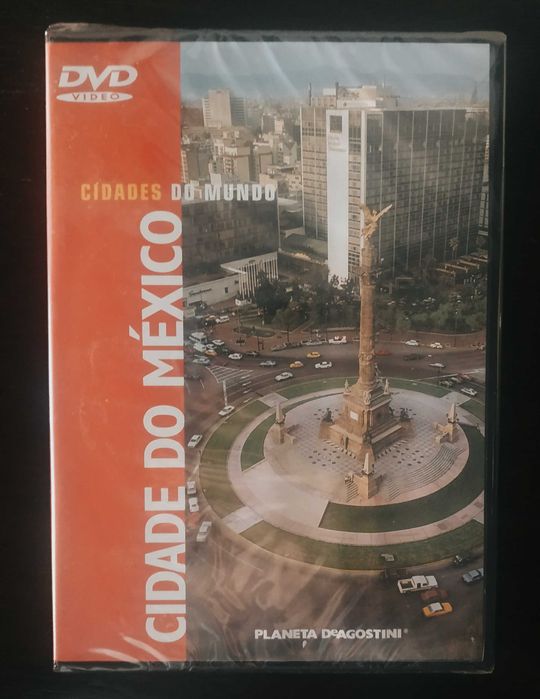 DVD
VIDEO
CIDADES DO MUNDO
CIDADE DO MÉXICO
PLANETA DEAGOSTINI®